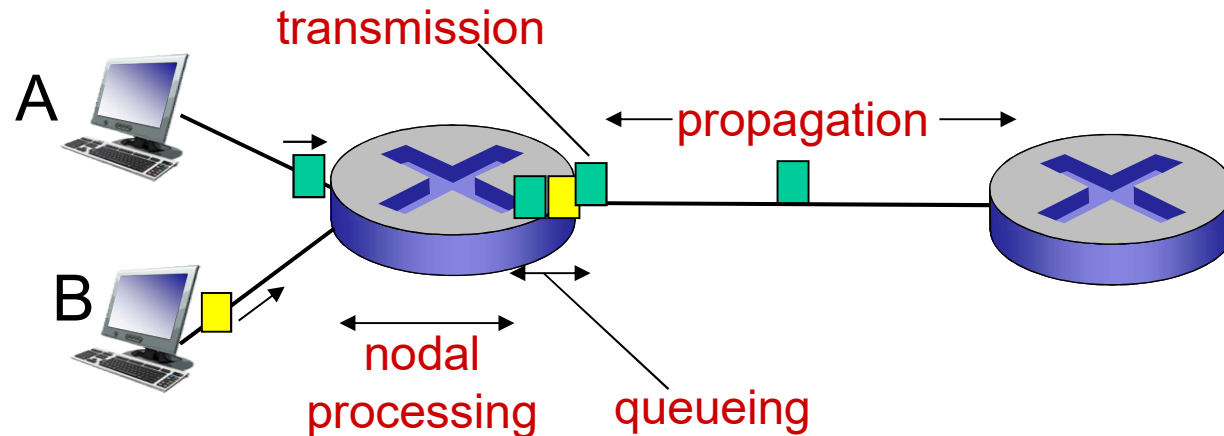 transmission
A
propagation
B
nodal
processing
queueing